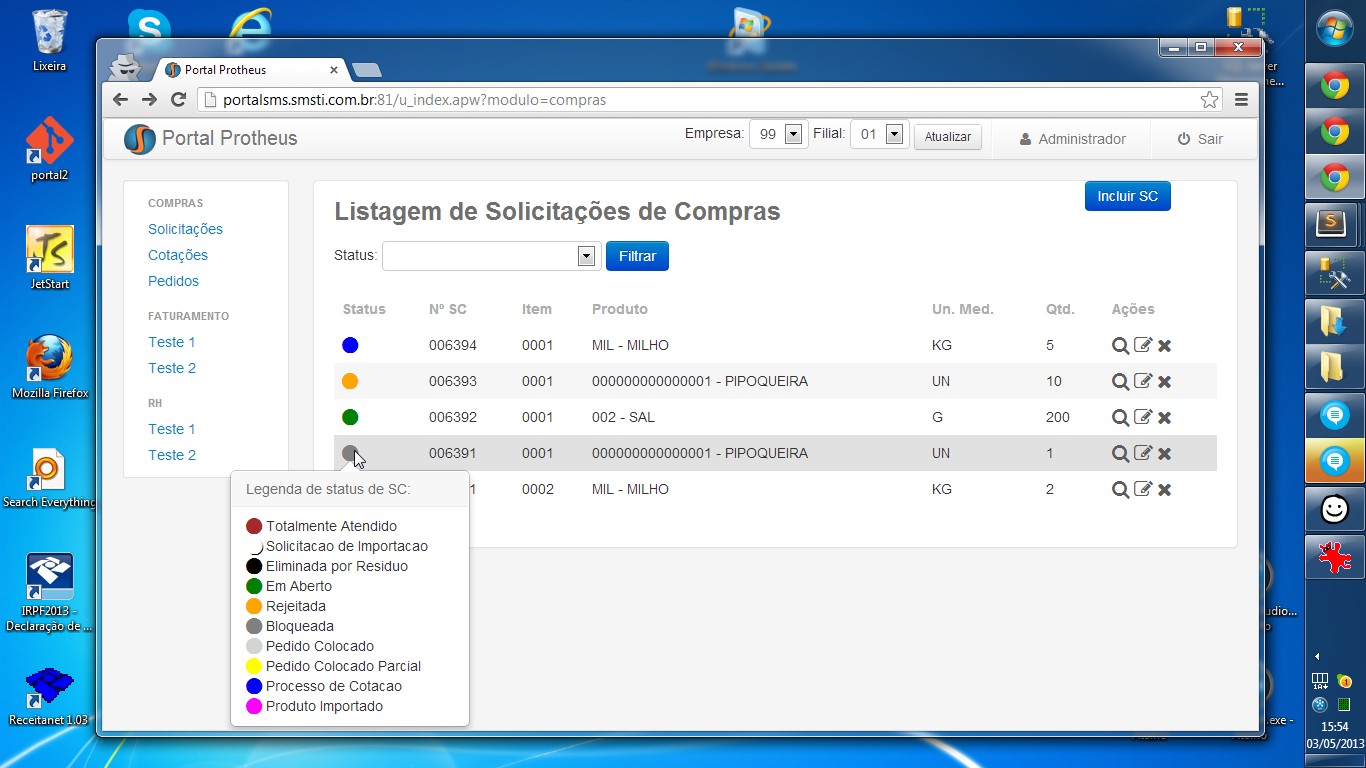 Lixeira
portal2
JetStart
Mozilla Firefox
Search Everything
IRPF2013 -
Declaração de ...
Receitanet 1.03
Portal Protheus
portalsms.smsti.com.br:81/u_index.apw?modulo=compras
Portal Protheus
Empresa: 99 Filial: 01 Atualizar Administrador Sair
COMPRAS
Solicitações
Cotações
Pedidos
FATURAMENTO
Teste 1
Teste 2
RH
Teste 1
Teste 2
Listagem de Solicitações de Compras
Incluir SC
Status: Filtrar
Status Nº SC Item Produto Un. Med. Qtd. Ações
006394 0001 MIL - MILHO KG 5
006393 0001 000000000000001 - PIPOQUEIRA UN 10
006392 0001 002 - SAL G 200
006391 0001 000000000000001 - PIPOQUEIRA UN 1
1 0002 MIL - MILHO KG 2
Legenda de status de SC:
Totalmente Atendido
Solicitacao de Importacao
Eliminada por Residuo
Em Aberto
Rejeitada
Bloqueada
Pedido Colocado
Pedido Colocado Parcial
Processo de Cotacao
Produto Importado
15:54
03/05/2013